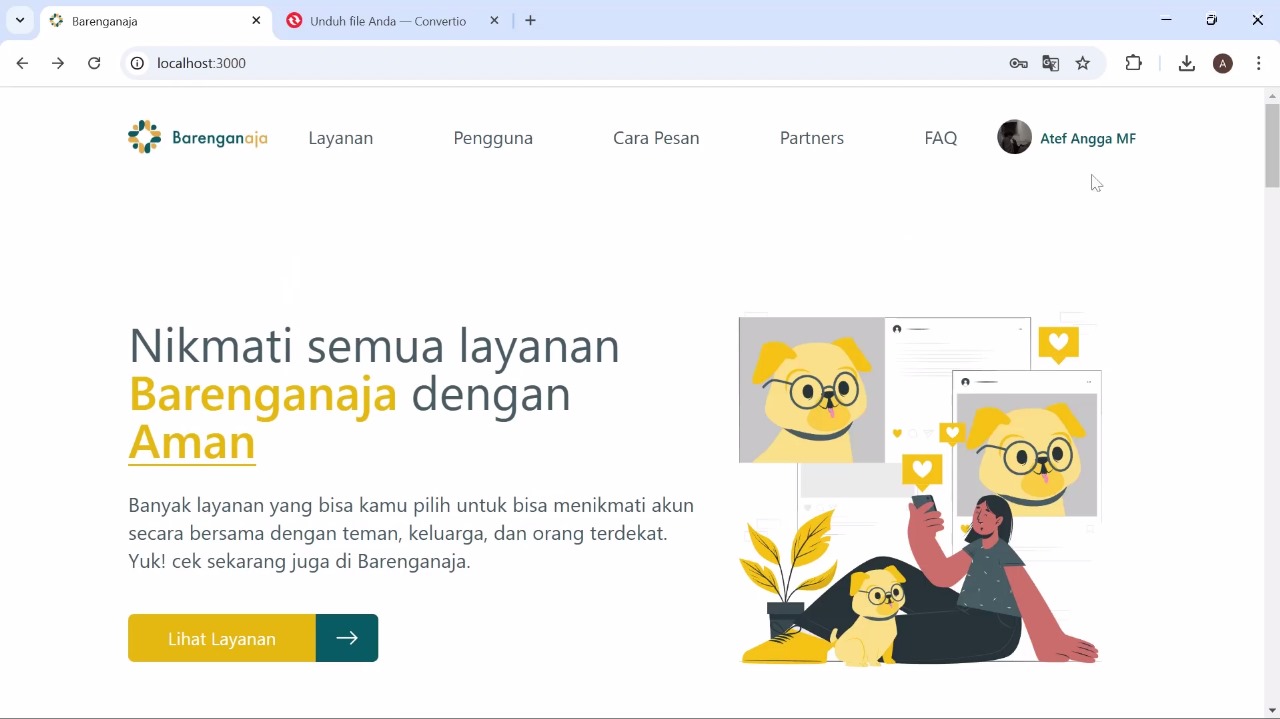 Barenganaja
Unduh file Anda — Convertio
localhost:3000
A
Barenganaja
Layanan
Pengguna
Cara Pesan
Partners
FAQ
Atef Angga MF
Nikmati semua layanan
Barenganaja dengan
Aman
Banyak layanan yang bisa kamu pilih untuk bisa menikmati akun
secara bersama dengan teman, keluarga, dan orang terdekat.
Yuk! cek sekarang juga di Barenganaja.
Lihat Layanan